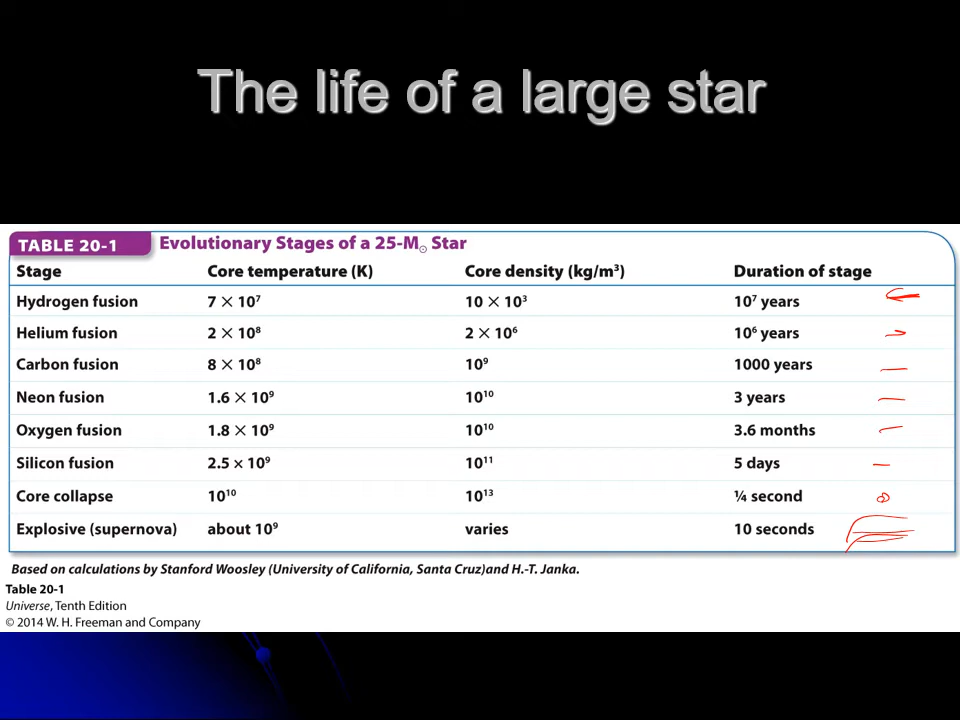 The life of a large star
TABLE 20-1 Evolutionary Stages of a 25-M☉ Star
Stage Core temperature (K) Core density (kg/m³) Duration of stage
Hydrogen fusion 7 × 10⁷ 10 × 10³ 10⁷ years
Helium fusion 2 × 10⁸ 2 × 10⁶ 10⁶ years
Carbon fusion 8 × 10⁸ 10⁹ 1000 years
Neon fusion 1.6 × 10⁹ 10¹⁰ 3 years
Oxygen fusion 1.8 × 10⁹ 10¹⁰ 3.6 months
Silicon fusion 2.5 × 10⁹ 10¹¹ 5 days
Core collapse 10¹⁰ 10¹³ ¼ second
Explosive (supernova) about 10⁹ varies 10 seconds
Based on calculations by Stanford Woosley (University of California, Santa Cruz)and H.-T. Janka.
Table 20-1
Universe, Tenth Edition
© 2014 W. H. Freeman and Company